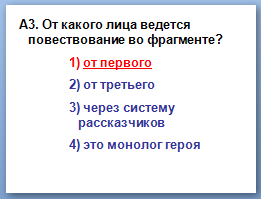 А3. От какого лица ведется
повествование во фрагменте?
1) от первого
2) от третьего
3) через систему
рассказчиков
4) это монолог героя